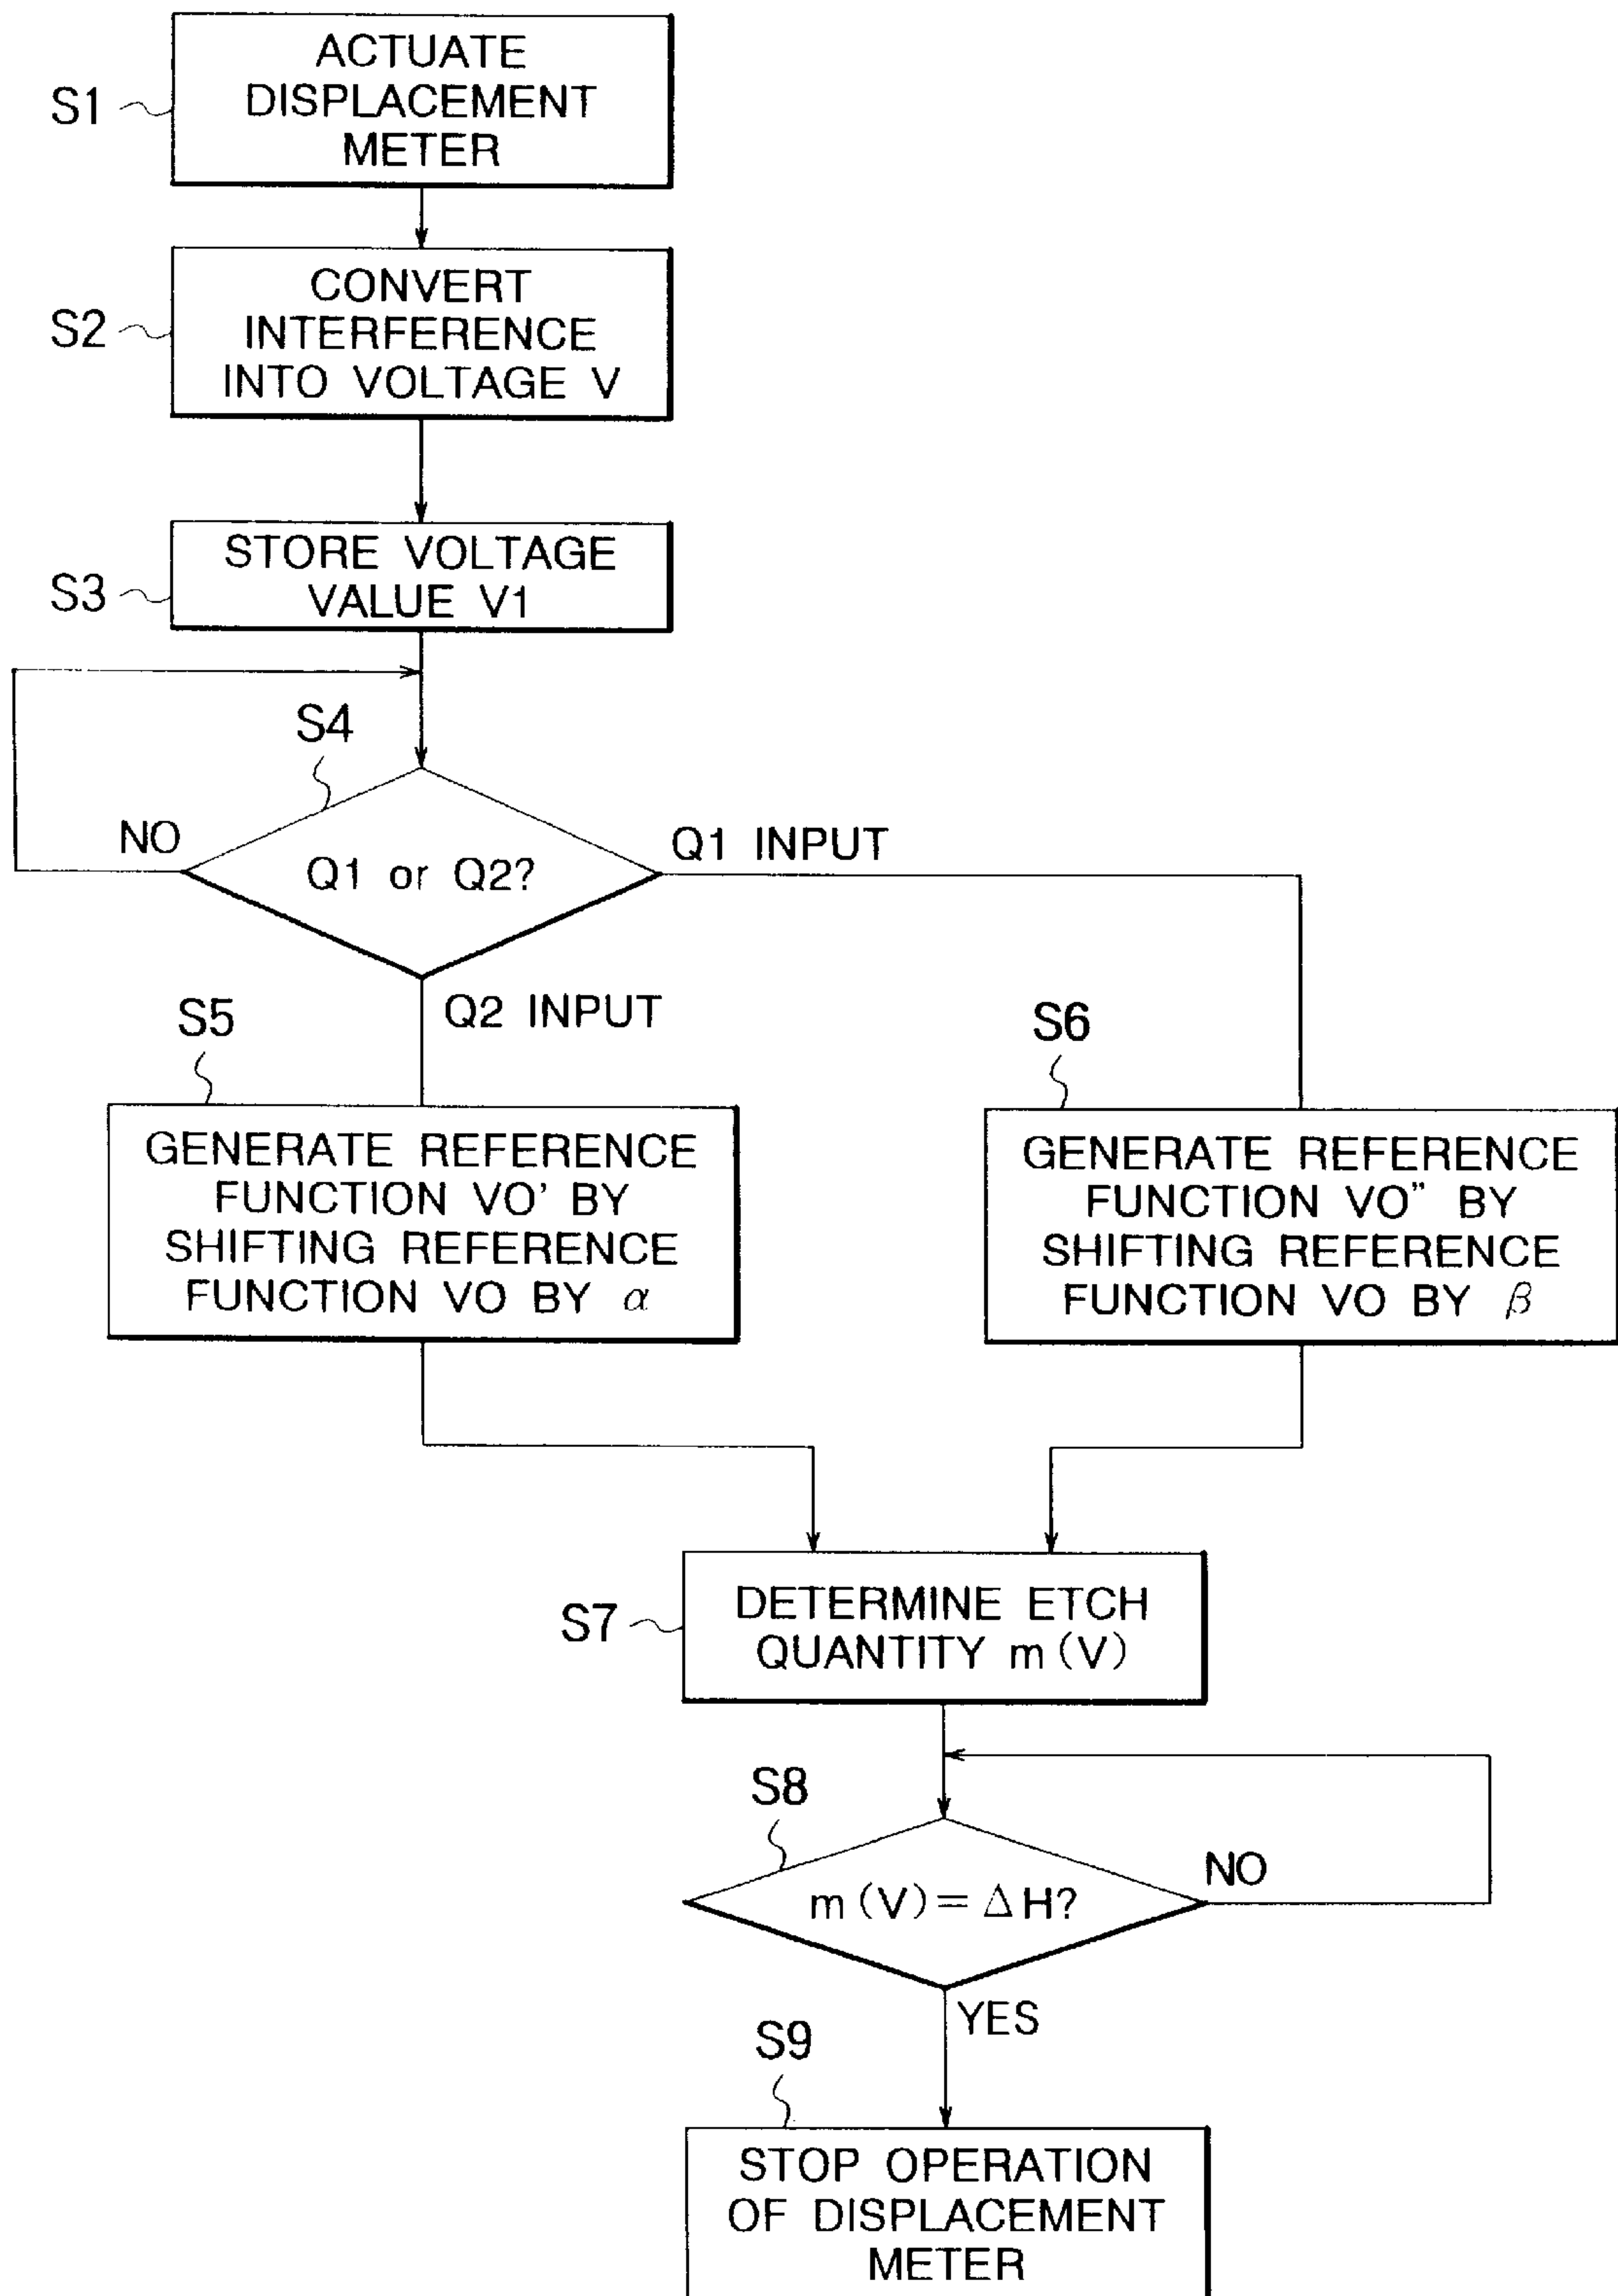 ACTUATE
DISPLACEMENT
METER
S1
CONVERT
INTERFERENCE
INTO VOLTAGE V
S2
STORE VOLTAGE
VALUE V1
S3
S4
NO
Q1 or Q2?
Q1 INPUT
Q2 INPUT
S5
GENERATE REFERENCE
FUNCTION VO' BY
SHIFTING REFERENCE
FUNCTION VO BY α
S6
GENERATE REFERENCE
FUNCTION VO" BY
SHIFTING REFERENCE
FUNCTION VO BY β
S7
DETERMINE ETCH
QUANTITY m (V)
S8
m (V) = ΔH?
NO
YES
S9
STOP OPERATION
OF DISPLACEMENT
METER